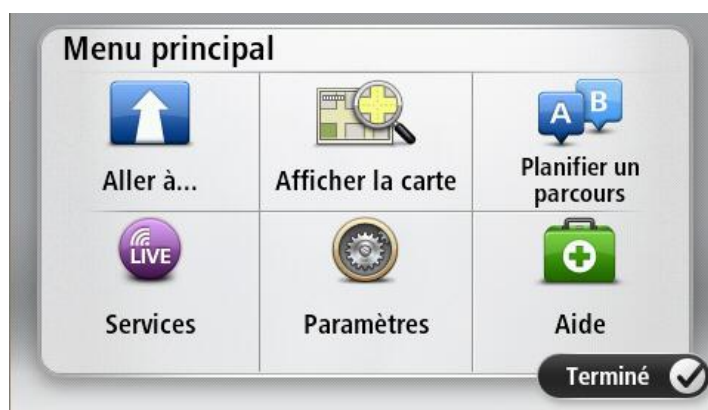 Menu principal
Aller à...
Afficher la carte
A
B
Planifier un
parcours
LIVE
Services
Paramètres
Aide
Terminé